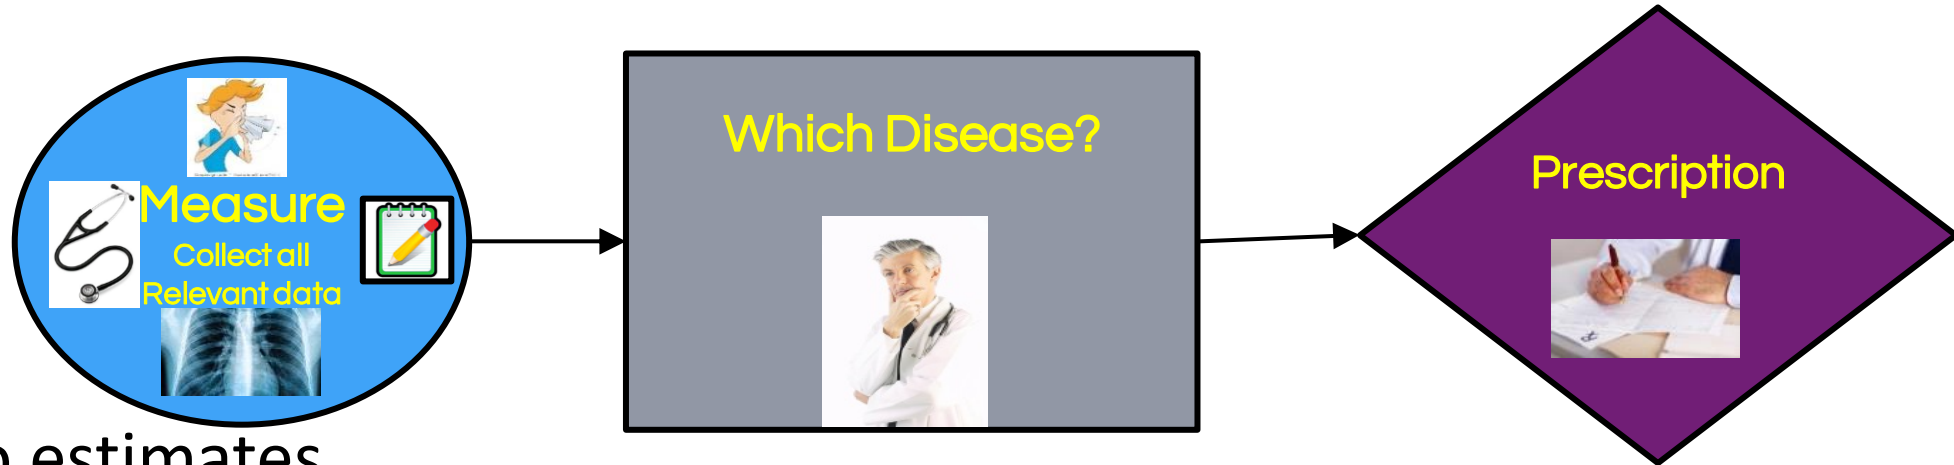 Measure
Collect all
Relevant data
Which Disease?
Prescription
estimates